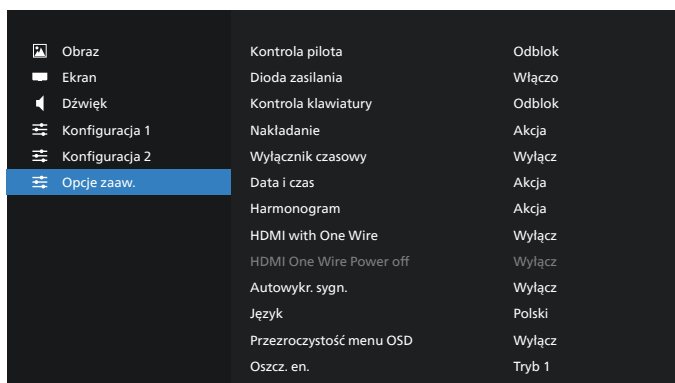 Obraz
Ekran
Dźwięk
Konfiguracja 1
Konfiguracja 2
Opcje zaaw.
Kontrola pilota Odblok
Dioda zasilania Włączo
Kontrola klawiatury Odblok
Nakładanie Akcja
Wyłącznik czasowy Wyłącz
Data i czas Akcja
Harmonogram Akcja
HDMI with One Wire Wyłącz
HDMI One Wire Power off Wyłącz
Autowykr. sygn. Wyłącz
Język Polski
Przezroczystość menu OSD Wyłącz
Oszcz. en. Tryb 1